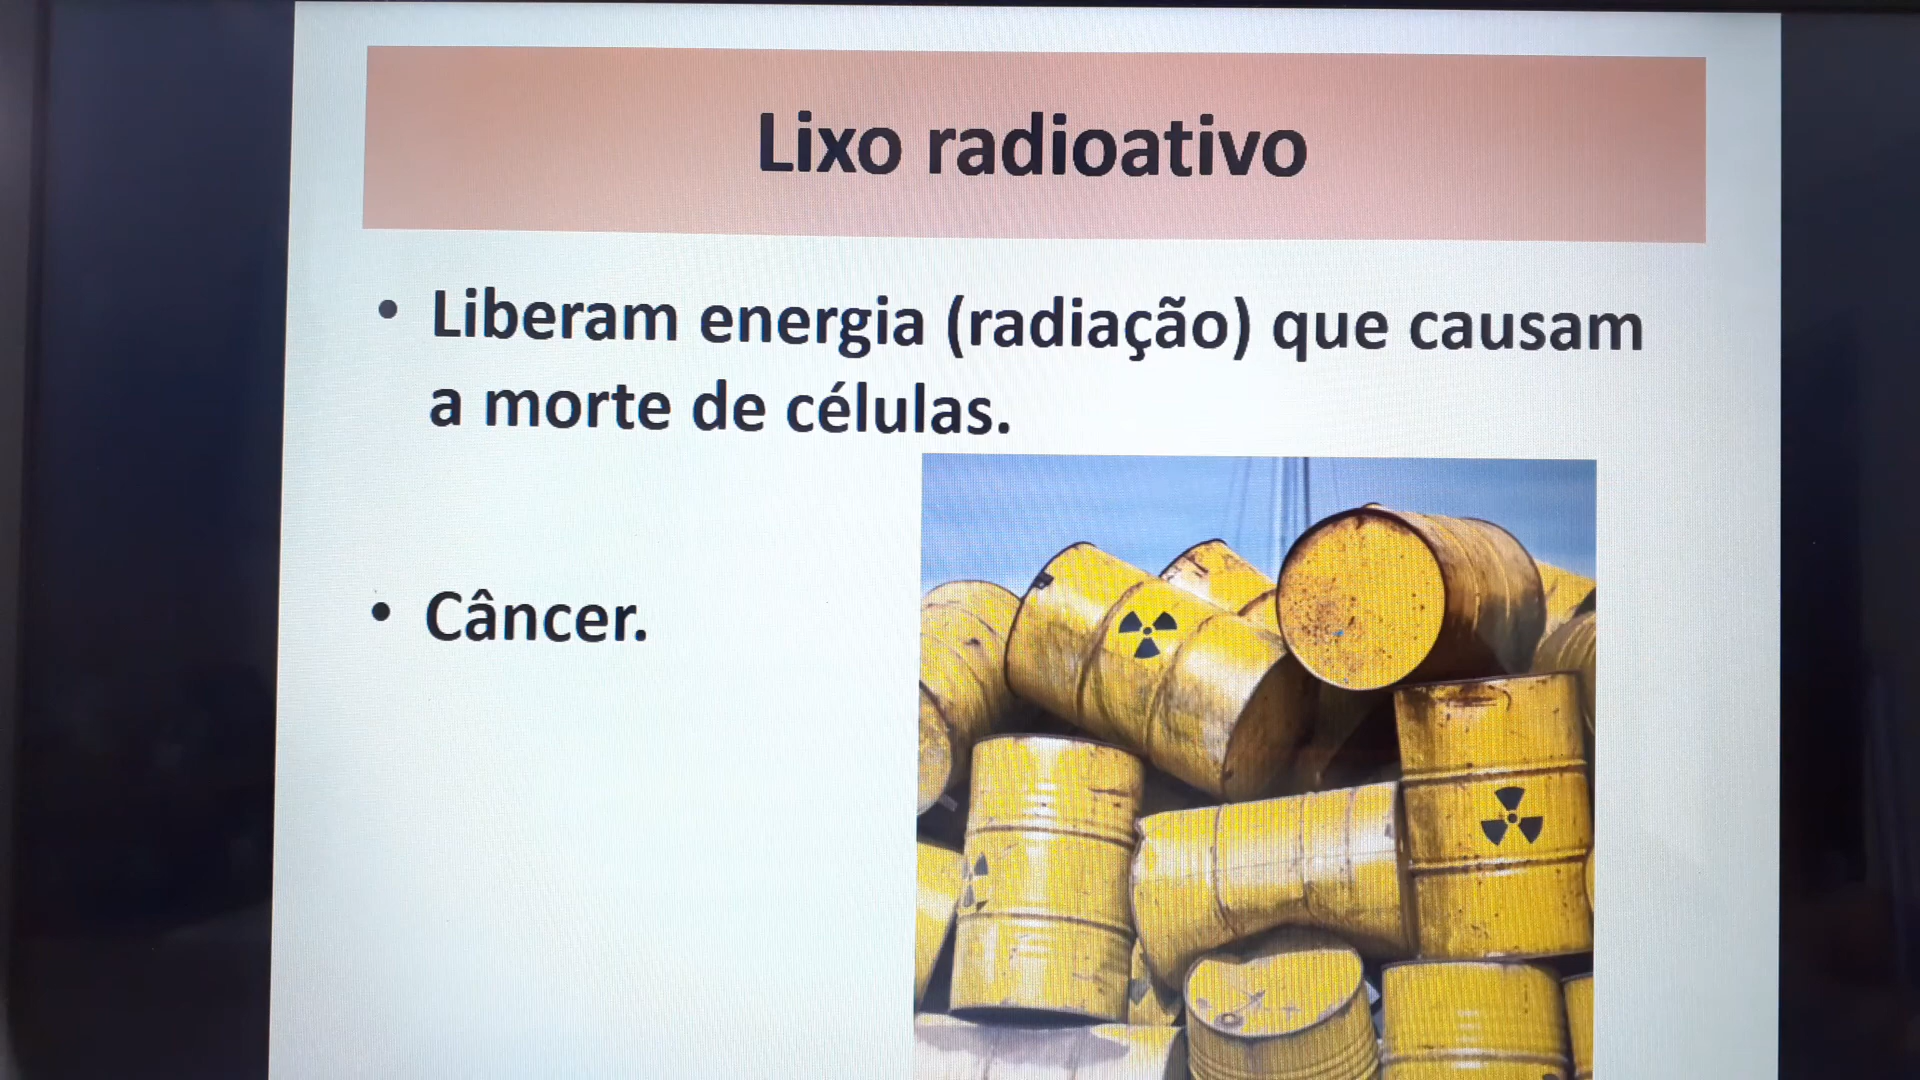 Lixo radioativo
• Liberam energia (radiação) que causam
a morte de células.
• Câncer.